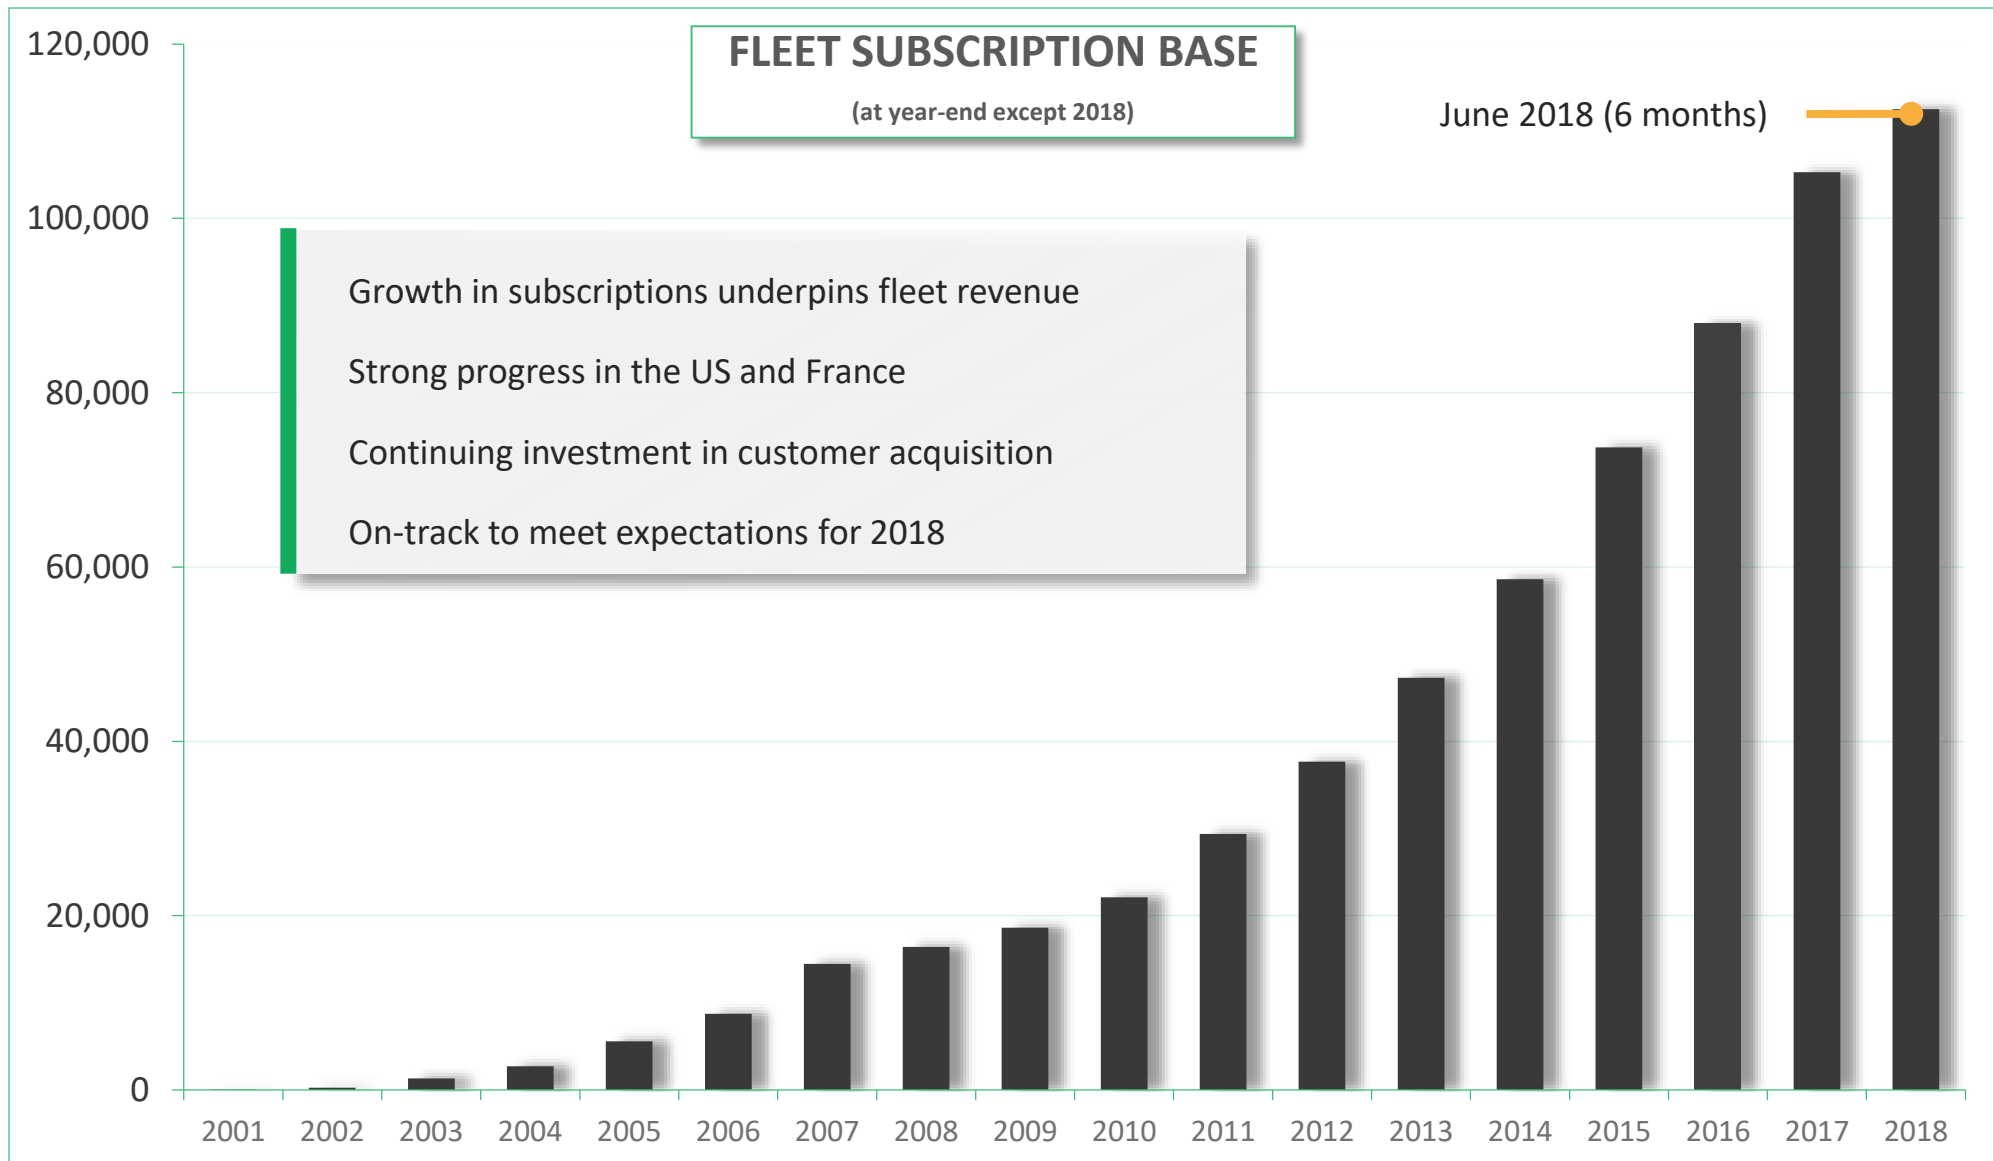 FLEET SUBSCRIPTION BASE
(at year-end except 2018)
June 2018 (6 months)
120,000
100,000
80,000
60,000
40,000
20,000
0
Growth in subscriptions underpins fleet revenue
Strong progress in the US and France
Continuing investment in customer acquisition
On-track to meet expectations for 2018
2001 2002 2003 2004 2005 2006 2007 2008 2009 2010 2011 2012 2013 2014 2015 2016 2017 2018